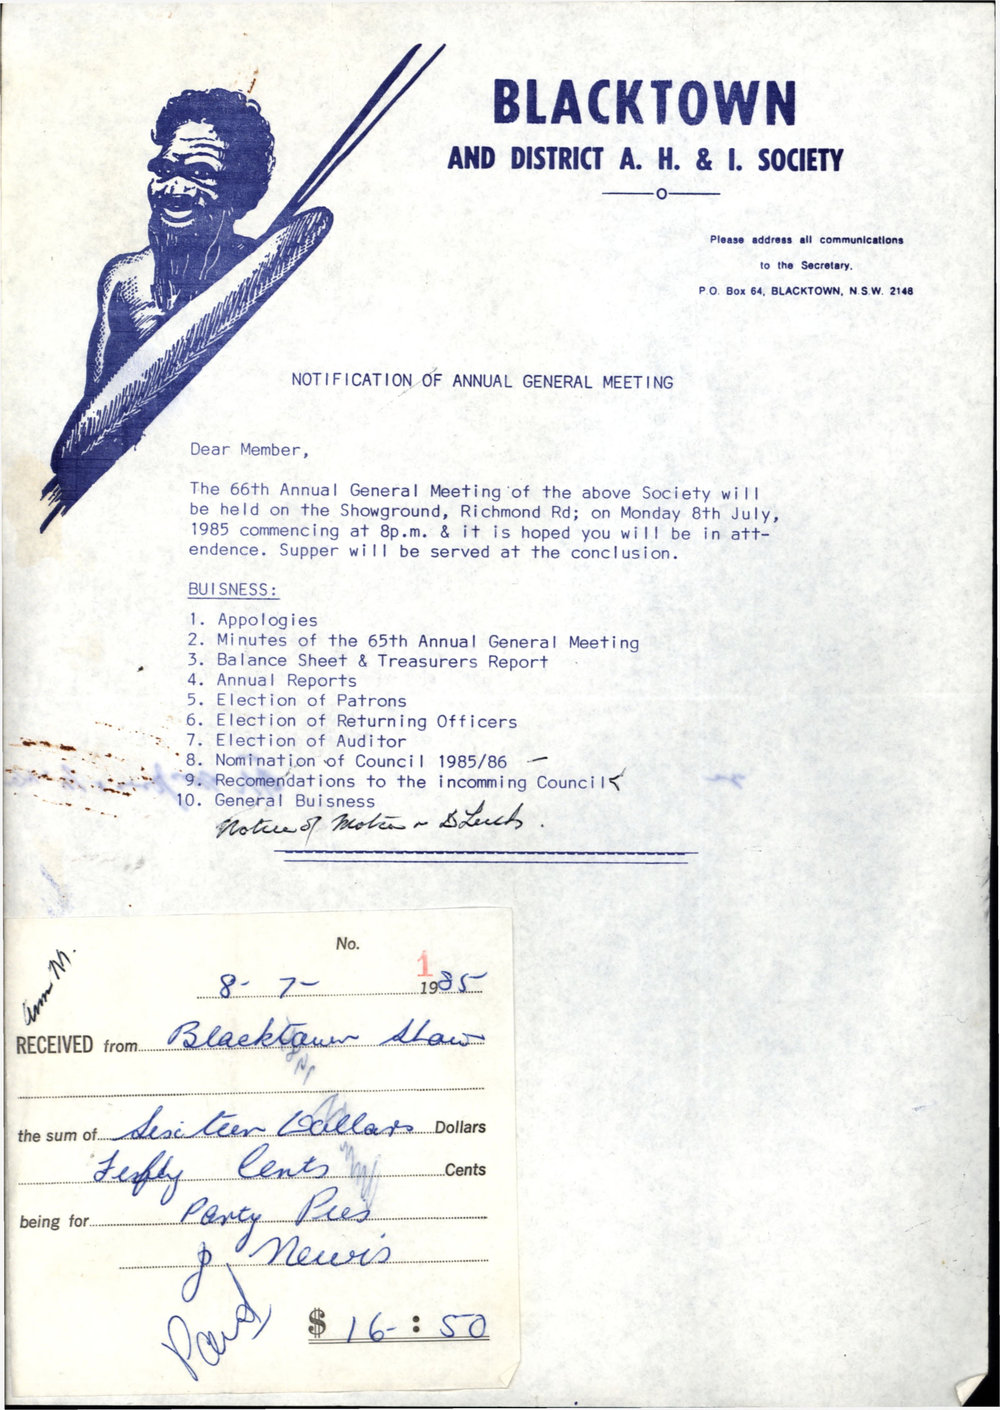 BLACKTOWN
AND DISTRICT A. H. & I. SOCIETY
Please address all communications
to the Secretary,
P.O. Box 64, BLACKTOWN, N.S.W. 2148
NOTIFICATION OF ANNUAL GENERAL MEETING
Dear Member,
The 66th Annual General Meeting of the above Society will
be held on the Showground, Richmond Rd; on Monday 8th July,
1985 commencing at 8p.m. & it is hoped you will be in att-
endence. Supper will be served at the conclusion.
BUISNESS:
1. Appologies
2. Minutes of the 65th Annual General Meeting
3. Balance Sheet & Treasurers Report
4. Annual Reports
5. Election of Patrons
6. Election of Returning Officers
7. Election of Auditor
8. Nomination of Council 1985/86
9. Recomendations to the incomming Council
10. General Buisness
Notice of Motion
No.
1
8-7-1985
RECEIVED from Blacktown Show
the sum of Sixteen Dollars Dollars
Fifty Cents Cents
being for Party Pies
Paid
$ 16-: 50